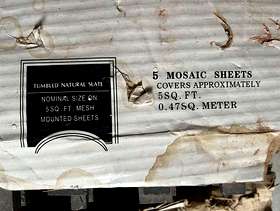 TUMBLED NATURAL SLATE
NOMINAL SIZE ON
5SQ.FT. MESH
MOUNTED SHEETS
5 MOSAIC SHEETS
COVERS APPROXIMATELY
5SQ. FT.
0.47SQ. METER